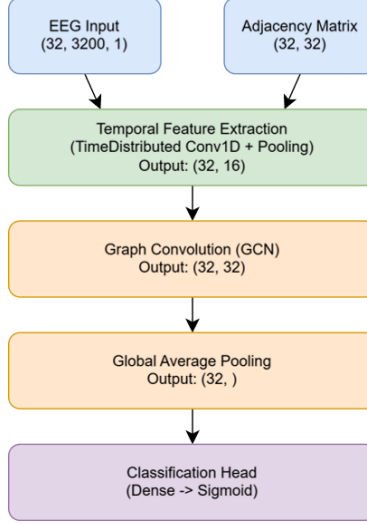 EEG Input
(32, 3200, 1)
Adjacency Matrix
(32, 32)
Temporal Feature Extraction
(TimeDistributed Conv1D + Pooling)
Output: (32, 16)
Graph Convolution (GCN)
Output: (32, 32)
Global Average Pooling
Output: (32, )
Classification Head
(Dense -> Sigmoid)